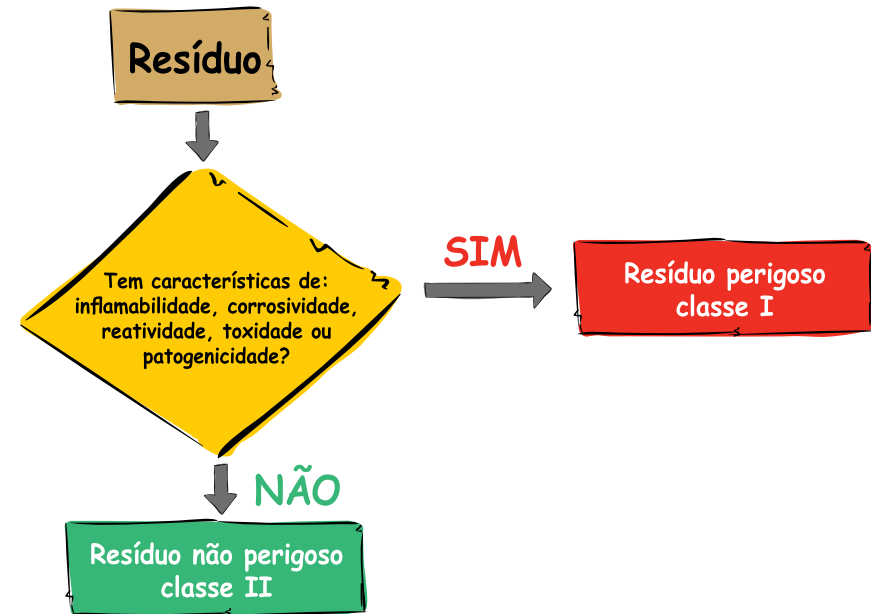 Resíduo
Tem características de:
inflamabilidade, corrosividade,
reatividade, toxidade ou
patogenicidade?
SIM
Resíduo perigoso
classe I
NÃO
Resíduo não perigoso
classe II